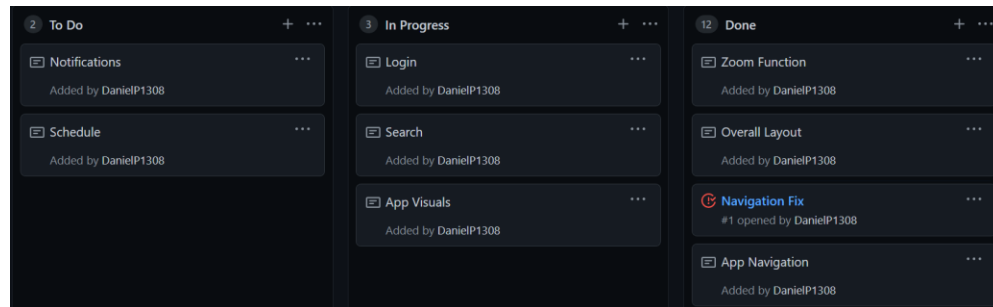 2 To Do
Notifications
Added by DanielP1308
Schedule
Added by DanielP1308
3 In Progress
Login
Added by DanielP1308
Search
Added by DanielP1308
App Visuals
Added by DanielP1308
12 Done
Zoom Function
Added by DanielP1308
Overall Layout
Added by DanielP1308
Navigation Fix
#1 opened by DanielP1308
App Navigation
Added by DanielP1308